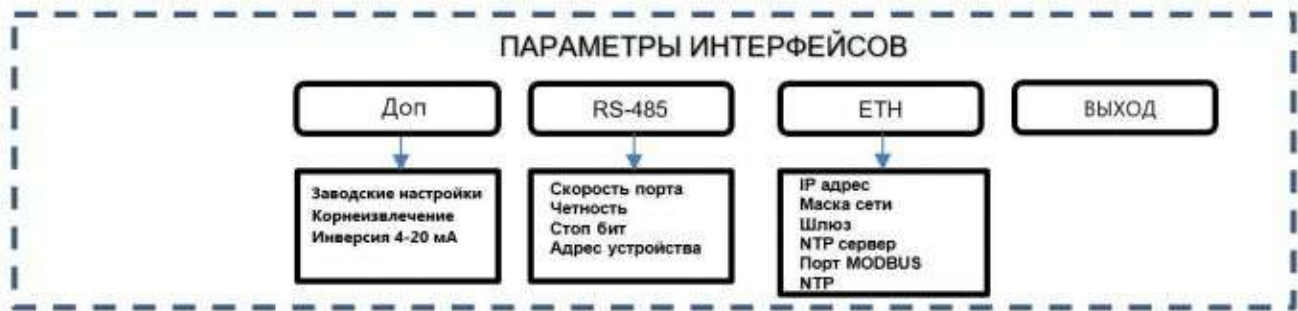 ПАРАМЕТРЫ ИНТЕРФЕЙСОВ
Доп
RS-485
ETH
ВЫХОД
Заводские настройки
Корнеизвлечение
Инверсия 4-20 мА
Скорость порта
Четность
Стоп бит
Адрес устройства
IP адрес
Маска сети
Шлюз
NTP сервер
Порт MODBUS
NTP